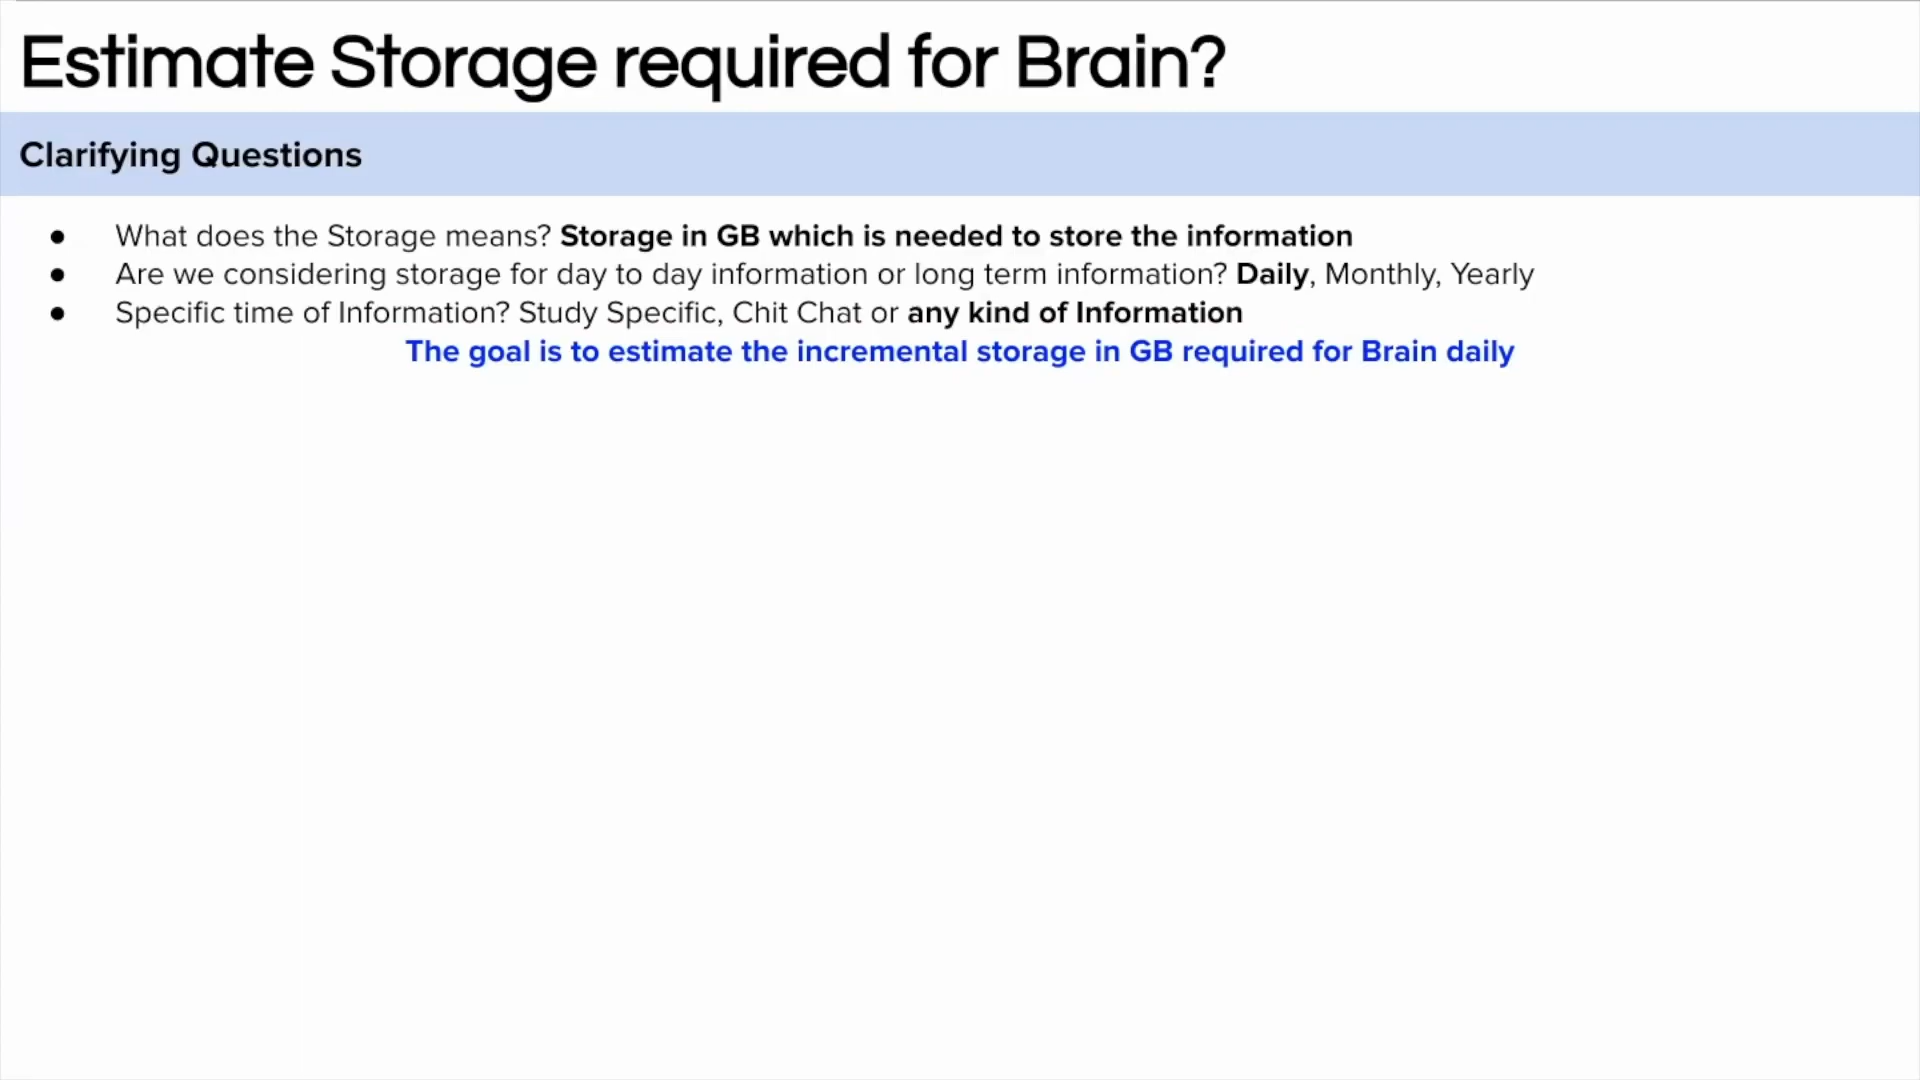 Estimate Storage required for Brain?
Clarifying Questions
● What does the Storage means? Storage in GB which is needed to store the information
● Are we considering storage for day to day information or long term information? Daily, Monthly, Yearly
● Specific time of Information? Study Specific, Chit Chat or any kind of Information
The goal is to estimate the incremental storage in GB required for Brain daily